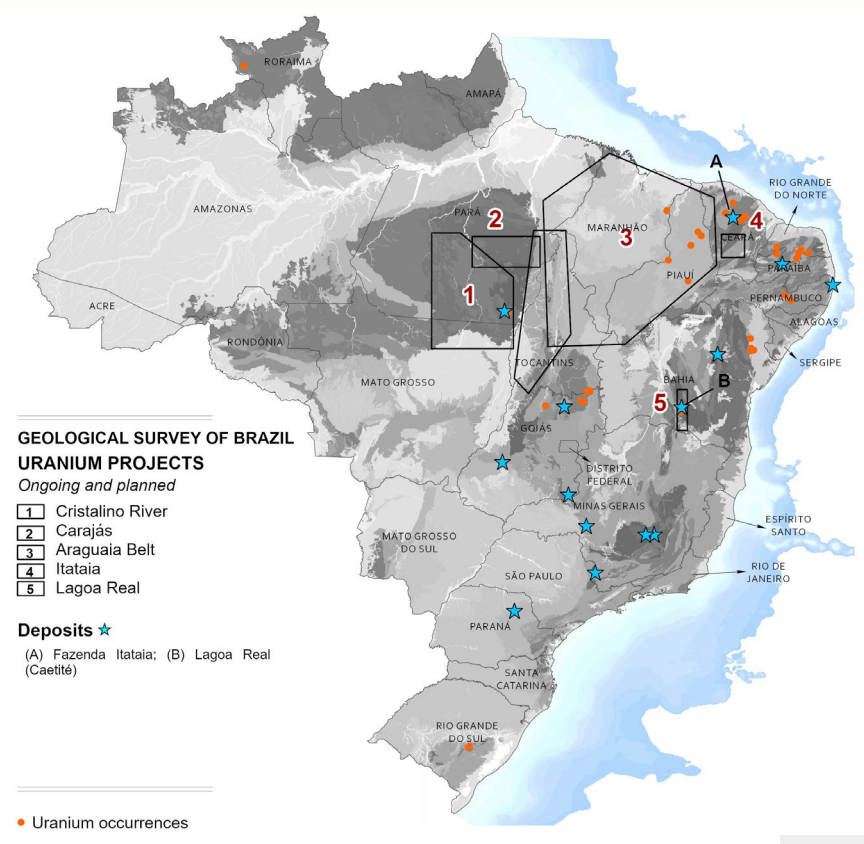 RORAIMA
AMAPÁ
A
RIO GRANDE
DO NORTE
AMAZONAS
PARÁ
2
MARANHÃO
3
4
CEARÁ
PARAÍBA
PIAUÍ
1
PERNAMBUCO
ACRE
ALAGOAS
RONDÔNIA
TOCANTINS
SERGIPE
MATO GROSSO
BAHIA
B
5
GOIÁS
DISTRITO
FEDERAL
MINAS GERAIS
ESPÍRITO
SANTO
MATO GROSSO
DO SUL
RIO DE
JANEIRO
SÃO PAULO
PARANÁ
SANTA
CATARINA
RIO GRANDE
DO SUL
GEOLOGICAL SURVEY OF BRAZIL
URANIUM PROJECTS
Ongoing and planned
1 Cristalino River
2 Carajás
3 Araguaia Belt
4 Itataia
5 Lagoa Real
Deposits
(A) Fazenda Itataia; (B) Lagoa Real
(Caetité)
Uranium occurrences